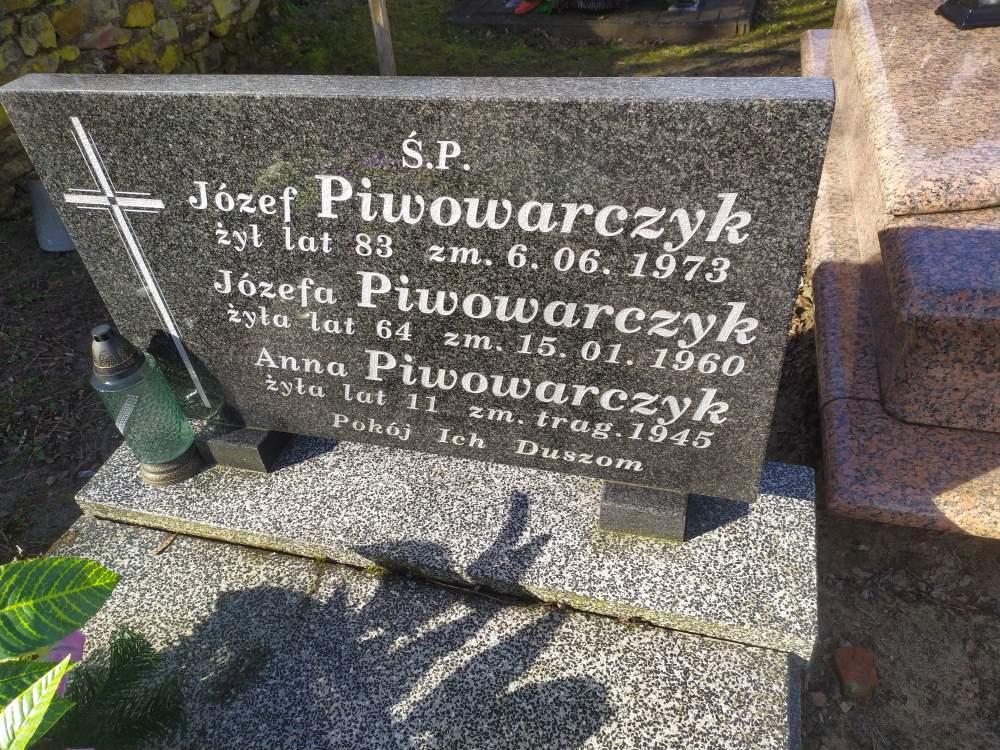 Ś.P.
Józef Piwowarczyk
żył lat 83 zm. 6. 06. 1973
Józefa Piwowarczyk
żyła lat 64 zm. 15. 01. 1960
Anna Piwowarczyk
żyła lat 11 zm. trag. 1945
Pokój Ich Duszom